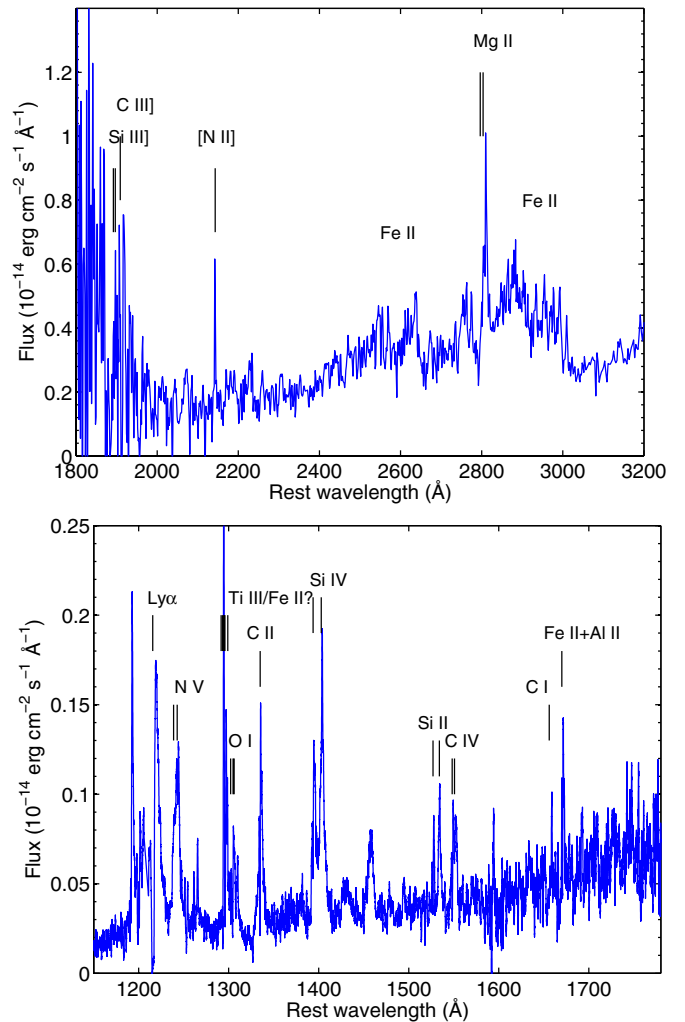 Mg II
1.2
C III]
1
Si III] [N II]
0.8
Fe II Fe II
0.6
0.4
0.2
0
1800 2000 2200 2400 2600 2800 3000 3200
Rest wavelength (Å)
Flux (10⁻¹⁴ erg cm⁻² s⁻¹ Å⁻¹)
0.25
Si IV
Lyα Ti III/Fe II?
0.2
C II Fe II+Al II
N V C I
0.15
O I Si II C IV
0.1
0.05
0
1200 1300 1400 1500 1600 1700
Rest wavelength (Å)
Flux (10⁻¹⁴ erg cm⁻² s⁻¹ Å⁻¹)